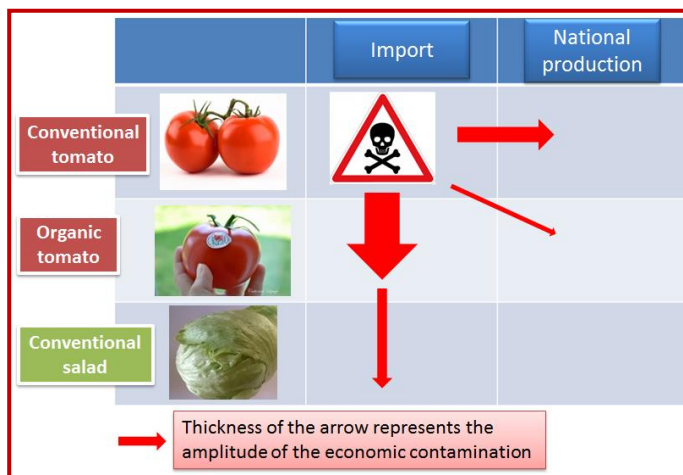 Import
National
production
Conventional
tomato
Organic
tomato
Conventional
salad
Thickness of the arrow represents the
amplitude of the economic contamination